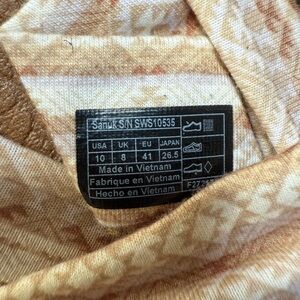 Sanuk S/N SWS10535
USA UK EU JAPAN
10 8 41 26.5
Made in Vietnam
Fabrique en Vietnam
Hecho en Vietnam